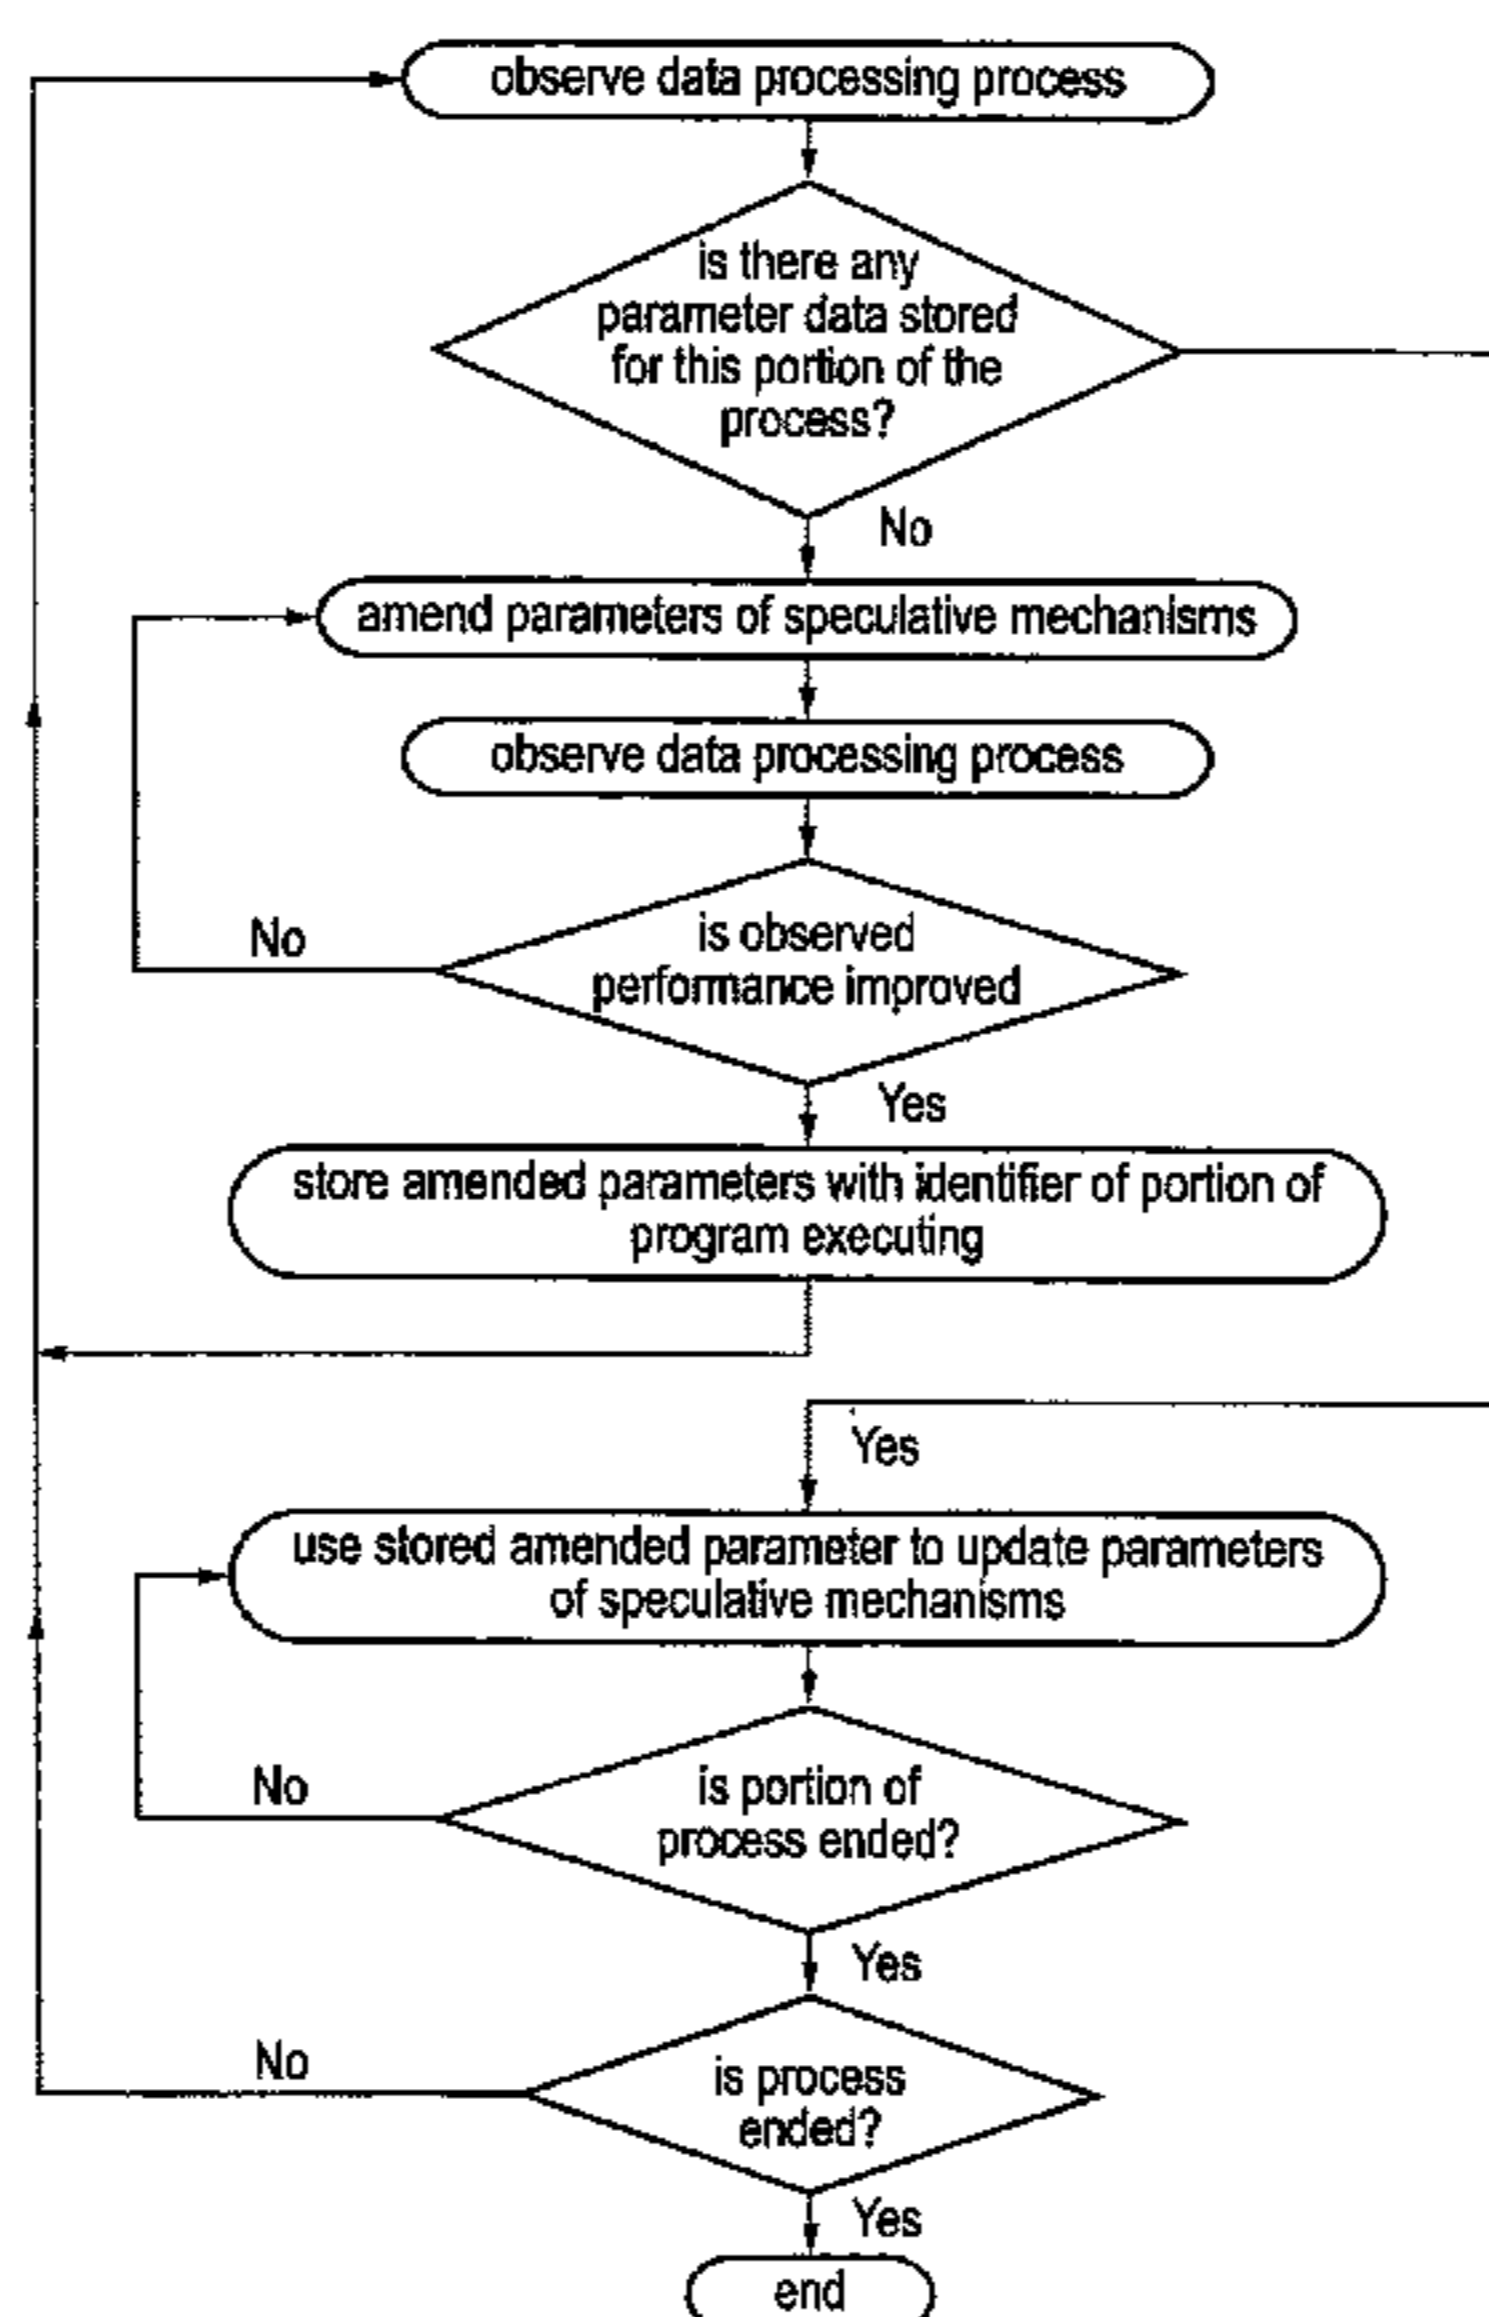 observe data processing process
is there any
parameter data stored
for this portion of the
process?
No
amend parameters of speculative mechanisms
observe data processing process
No
is observed
performance improved
Yes
store amended parameters with identifier of portion of
program executing
Yes
use stored amended parameter to update parameters
of speculative mechanisms
No
is portion of
process ended?
Yes
No
is process
ended?
Yes
end